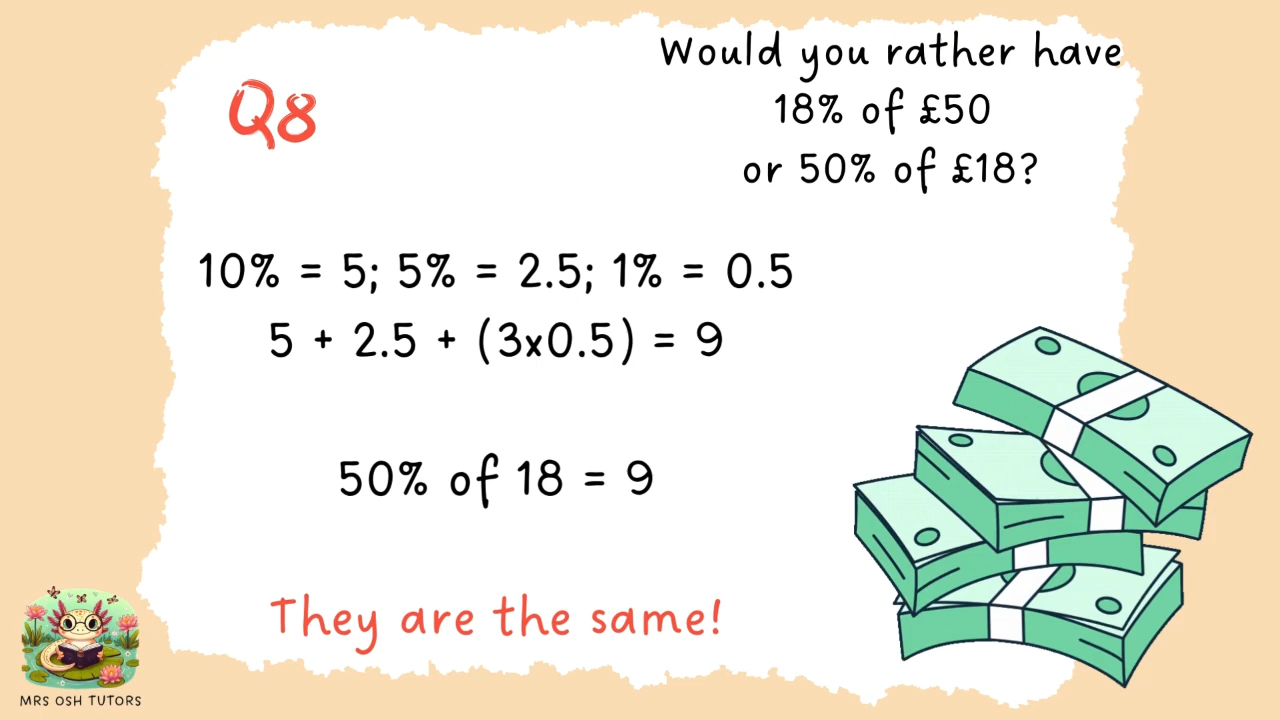 Q8
Would you rather have
18% of £50
or 50% of £18?
10% = 5; 5% = 2.5; 1% = 0.5
5 + 2.5 + (3x0.5) = 9
50% of 18 = 9
They are the same!
MRS OSH TUTORS